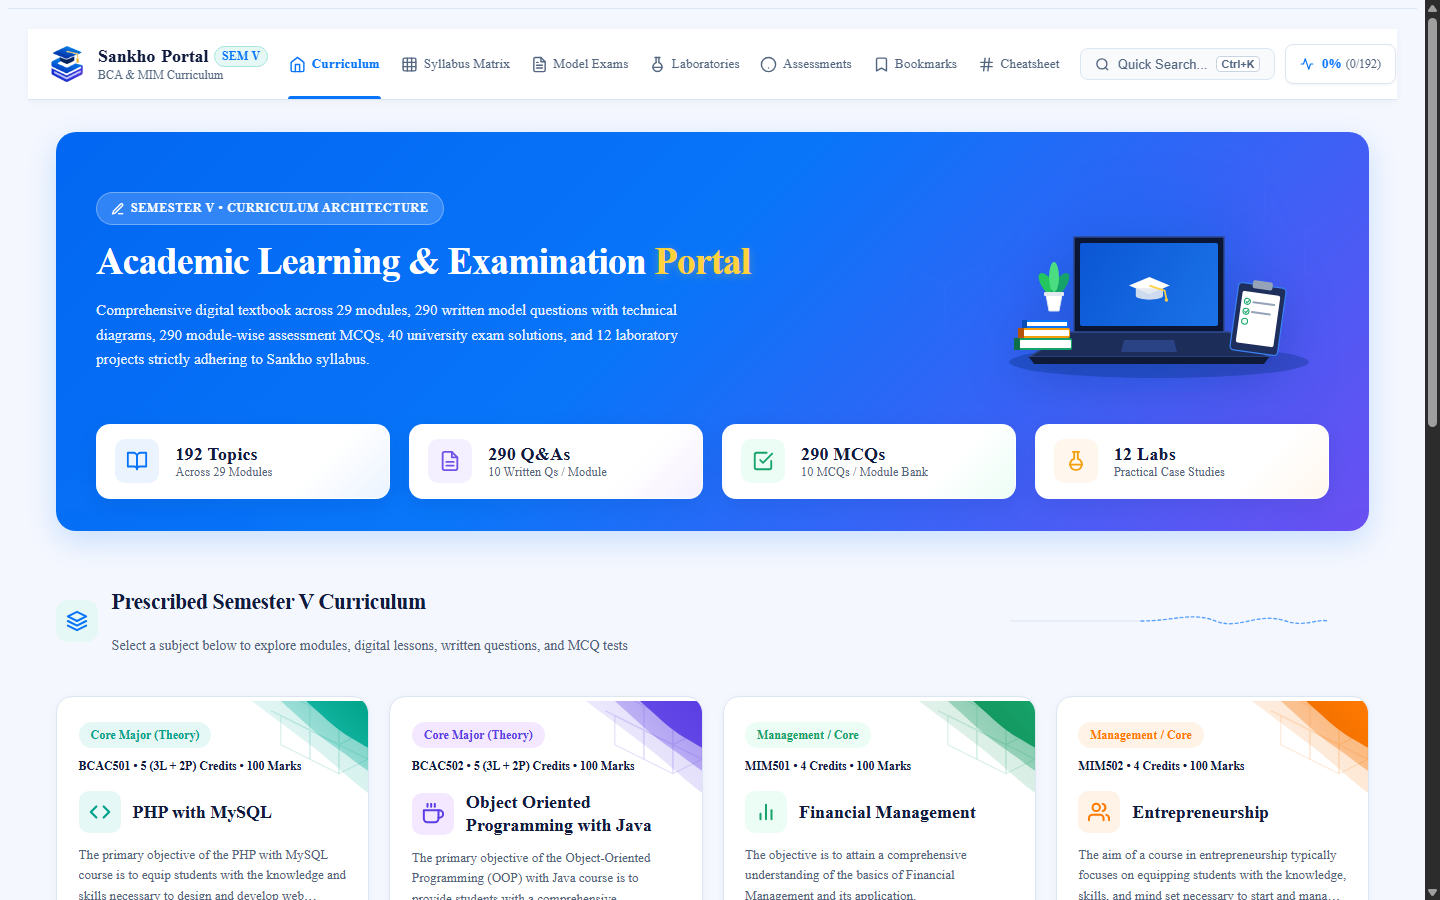 Sankho Portal SEM V
BCA & MIM Curriculum
Curriculum
Syllabus Matrix
Model Exams
Laboratories
Assessments
Bookmarks
Cheatsheet
Quick Search... Ctrl+K
0% (0/192)
SEMESTER V • CURRICULUM ARCHITECTURE
Academic Learning & Examination Portal
Comprehensive digital textbook across 29 modules, 290 written model questions with technical
diagrams, 290 module-wise assessment MCQs, 40 university exam solutions, and 12 laboratory
projects strictly adhering to Sankho syllabus.
192 Topics
Across 29 Modules
290 Q&As
10 Written Qs / Module
290 MCQs
10 MCQs / Module Bank
12 Labs
Practical Case Studies
Prescribed Semester V Curriculum
Select a subject below to explore modules, digital lessons, written questions, and MCQ tests
Core Major (Theory)
BCAC501 • 5 (3L + 2P) Credits • 100 Marks
PHP with MySQL
The primary objective of the PHP with MySQL
course is to equip students with the knowledge and
skills necessary to design and develop web...
Core Major (Theory)
BCAC502 • 5 (3L + 2P) Credits • 100 Marks
Object Oriented
Programming with Java
The primary objective of the Object-Oriented
Programming (OOP) with Java course is to
provide students with a comprehensive
Management / Core
MIM501 • 4 Credits • 100 Marks
Financial Management
The objective is to attain a comprehensive
understanding of the basics of Financial
Management and its application.
Management / Core
MIM502 • 4 Credits • 100 Marks
Entrepreneurship
The aim of a course in entrepreneurship typically
focuses on equipping students with the knowledge,
skills, and mind set necessary to start and mana...